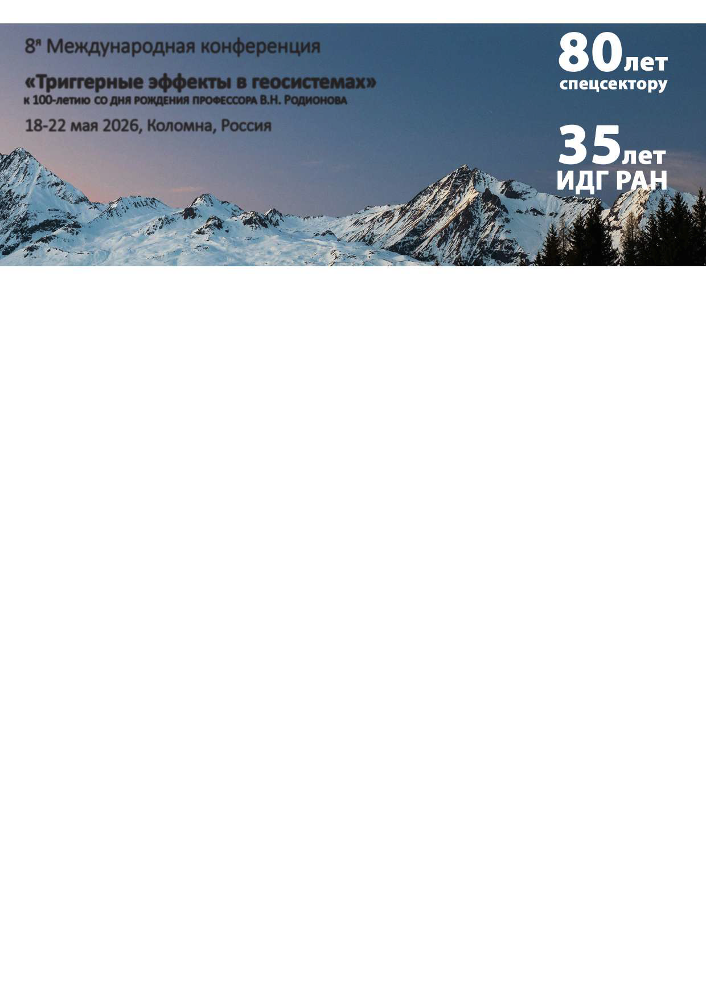 8я Международная конференция
«Триггерные эффекты в геосистемах»
к 100-летию со дня рождения профессора В.Н. Родионова
18-22 мая 2026, Коломна, Россия
80лет
спецсектору
35лет
ИДГ РАН